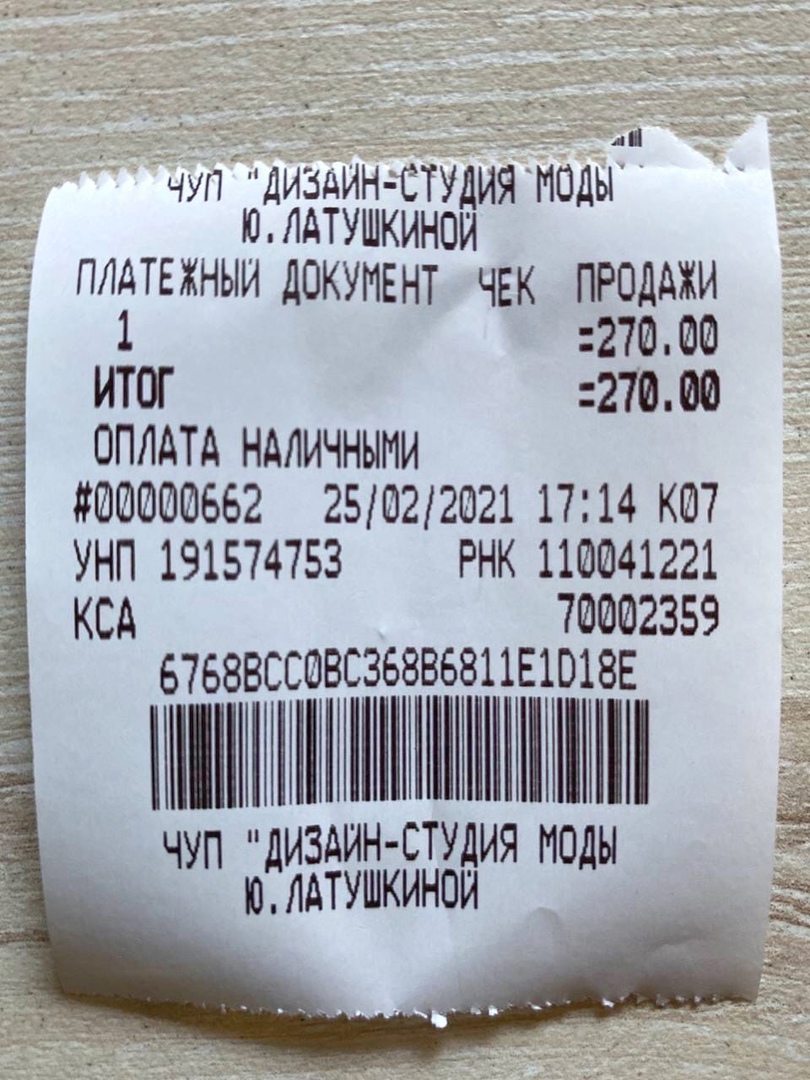 ЧУП "ДИЗАЙН-СТУДИЯ МОДЫ
Ю.ЛАТУШКИНОЙ
ПЛАТЕЖНЫЙ ДОКУМЕНТ ЧЕК ПРОДАЖИ
1 =270.00
ИТОГ =270.00
ОПЛАТА НАЛИЧНЫМИ
#00000662 25/02/2021 17:14 К07
УНП 191574753 РНК 110041221
КСА 70002359
6768BCC0BC368B6811E1D18E
ЧУП "ДИЗАЙН-СТУДИЯ МОДЫ
Ю.ЛАТУШКИНОЙ